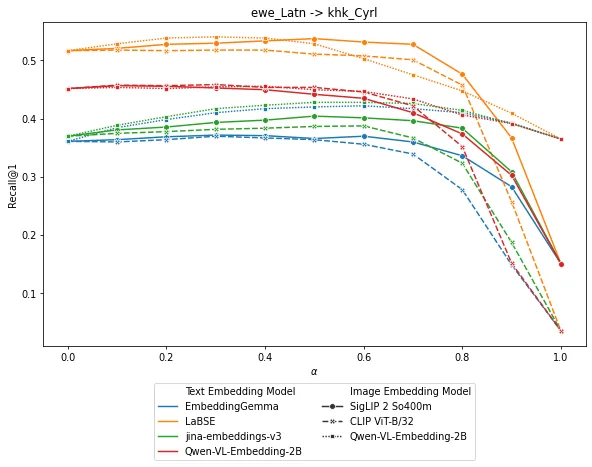 ewe_Latn -> khk_Cyrl
Recall@1
0.5
0.4
0.3
0.2
0.1
0.0 0.2 0.4 0.6 0.8 1.0
α
Text Embedding Model
EmbeddingGemma
LaBSE
jina-embeddings-v3
Qwen-VL-Embedding-2B
Image Embedding Model
SigLIP 2 So400m
CLIP ViT-B/32
Qwen-VL-Embedding-2B